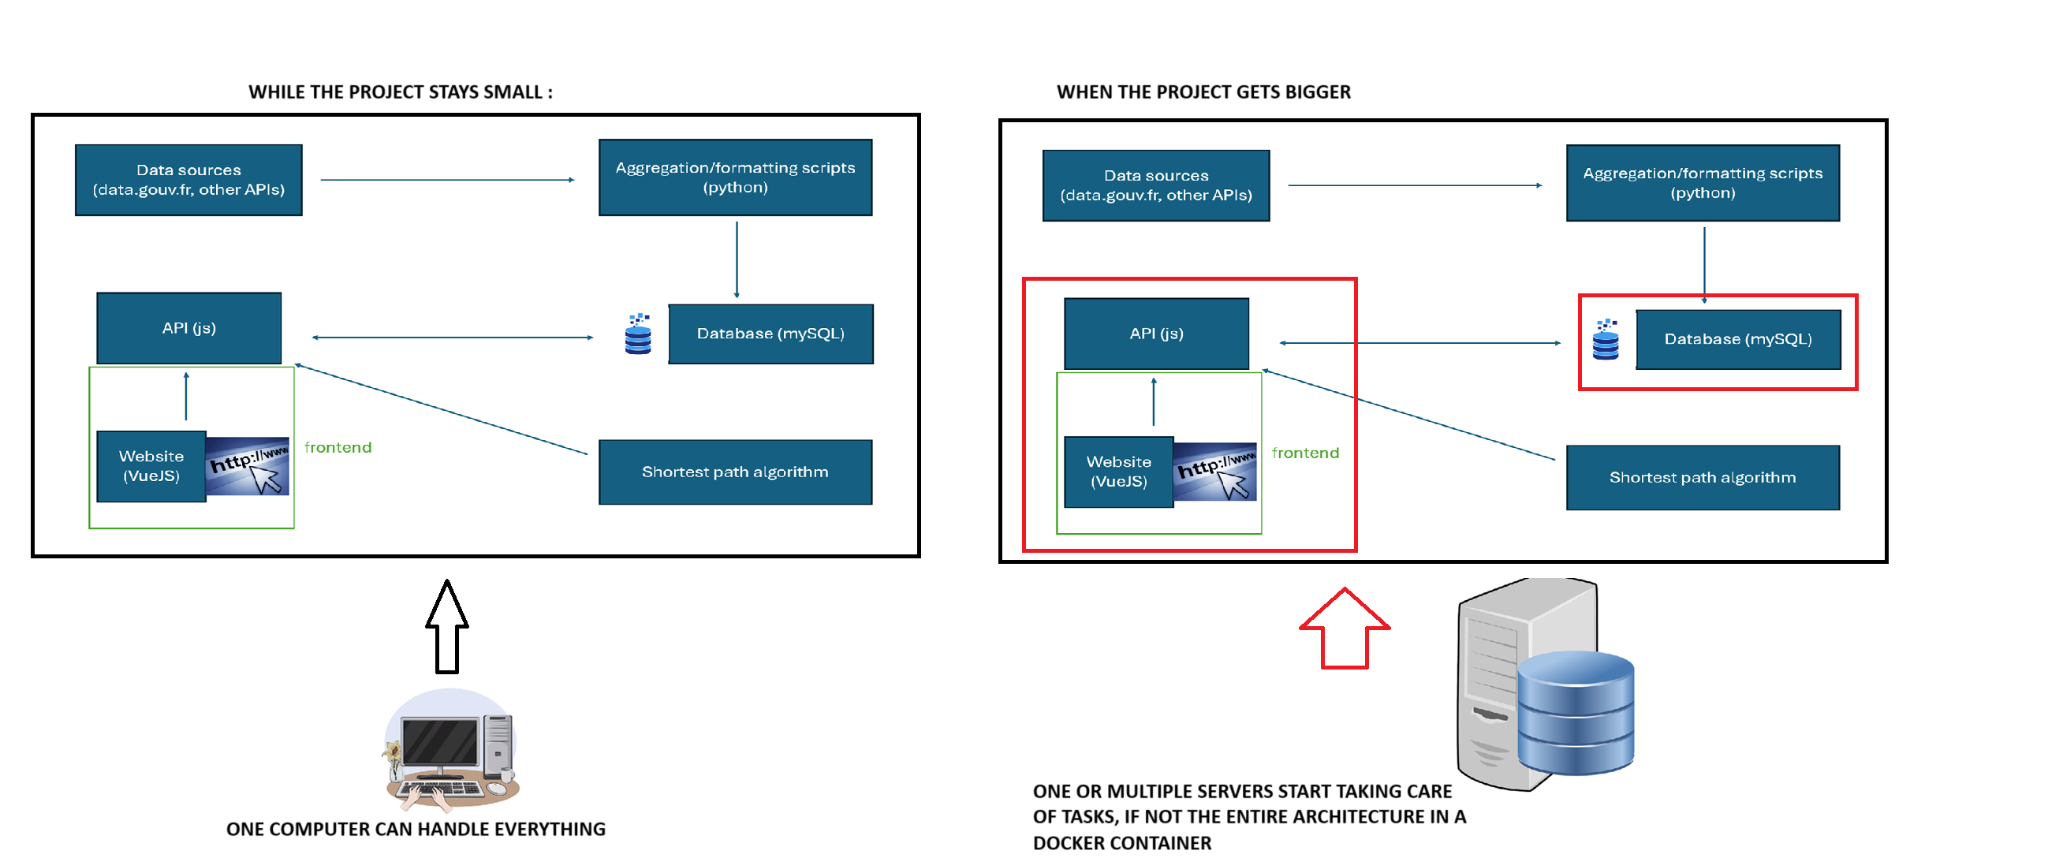 WHILE THE PROJECT STAYS SMALL :
Data sources
(data.gouv.fr, other APIs)
Aggregation/formatting scripts
(python)
API (js)
Database (mySQL)
Website
(VueJS)
http://www
frontend
Shortest path algorithm
ONE COMPUTER CAN HANDLE EVERYTHING
WHEN THE PROJECT GETS BIGGER
Data sources
(data.gouv.fr, other APIs)
Aggregation/formatting scripts
(python)
API (js)
Database (mySQL)
Website
(VueJS)
http://www
frontend
Shortest path algorithm
ONE OR MULTIPLE SERVERS START TAKING CARE
OF TASKS, IF NOT THE ENTIRE ARCHITECTURE IN A
DOCKER CONTAINER